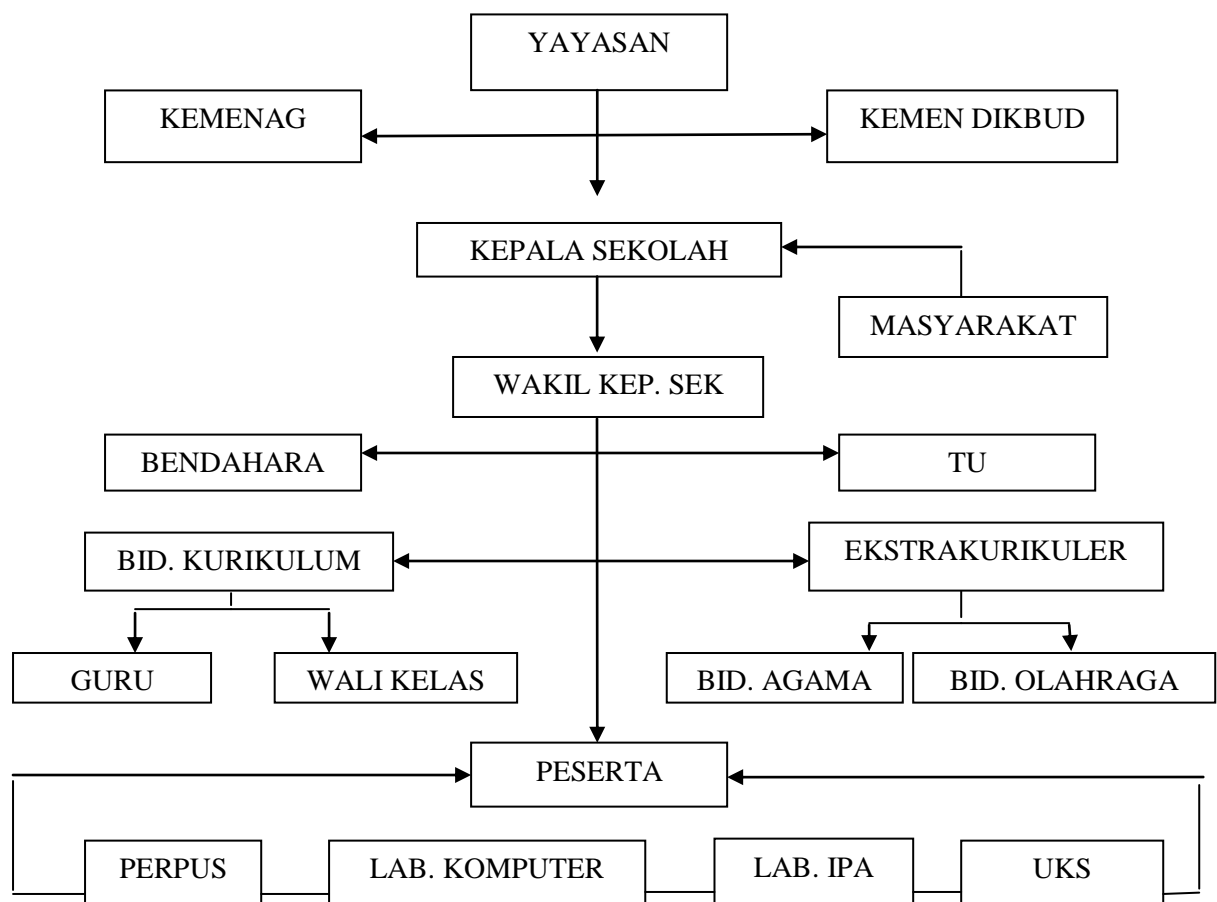 YAYASAN
KEMENAG
KEMEN DIKBUD
KEPALA SEKOLAH
MASYARAKAT
WAKIL KEP. SEK
BENDAHARA
TU
BID. KURIKULUM
EKSTRAKURIKULER
GURU
WALI KELAS
BID. AGAMA
BID. OLAHRAGA
PESERTA
PERPUS
LAB. KOMPUTER
LAB. IPA
UKS